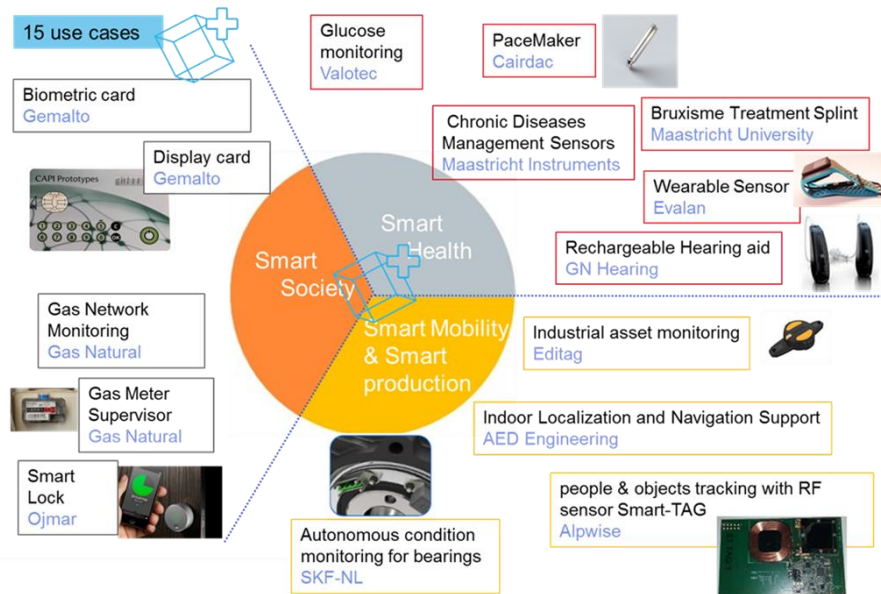 15 use cases
Biometric card
Gemalto
Display card
Gemalto
CAPI Prototypes
Glucose
monitoring
Valotec
PaceMaker
Cairdac
Chronic Diseases
Management Sensors
Maastricht Instruments
Bruxisme Treatment Splint
Maastricht University
Wearable Sensor
Evalan
Rechargeable Hearing aid
GN Hearing
Smart
Health
Smart
Society
Smart Mobility
& Smart
production
Gas Network
Monitoring
Gas Natural
Gas Meter
Supervisor
Gas Natural
Smart
Lock
Ojmar
Industrial asset monitoring
Editag
Indoor Localization and Navigation Support
AED Engineering
people & objects tracking with RF
sensor Smart-TAG
Alpwise
Autonomous condition
monitoring for bearings
SKF-NL